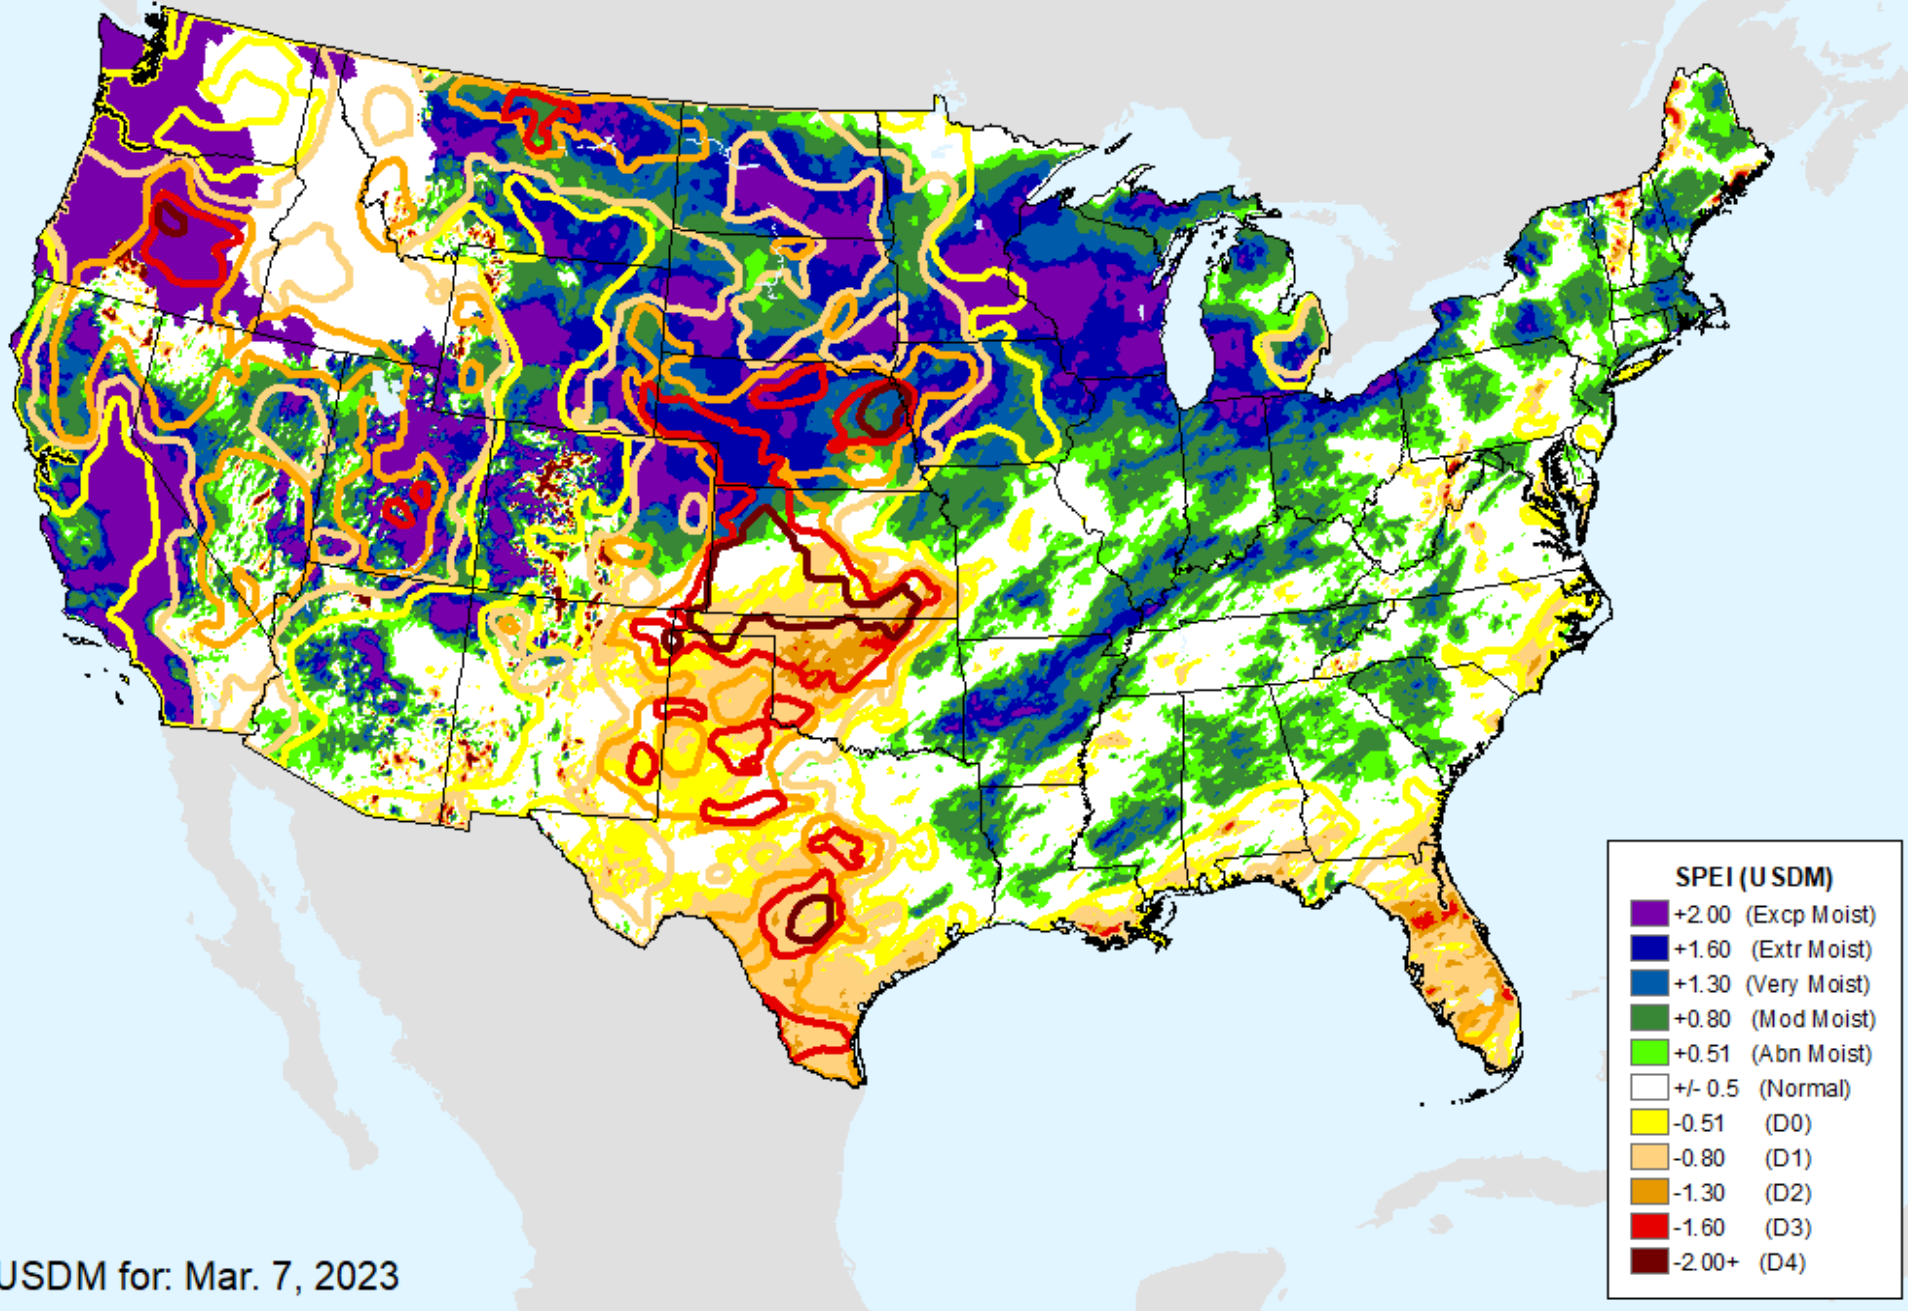 SPEI (USDM)
+2.00 (Excp Moist)
+1.60 (Extr Moist)
+1.30 (Very Moist)
+0.80 (Mod Moist)
+0.51 (Abn Moist)
+/- 0.5 (Normal)
-0.51 (D0)
-0.80 (D1)
-1.30 (D2)
-1.60 (D3)
-2.00+ (D4)
USDM for: Mar. 7, 2023